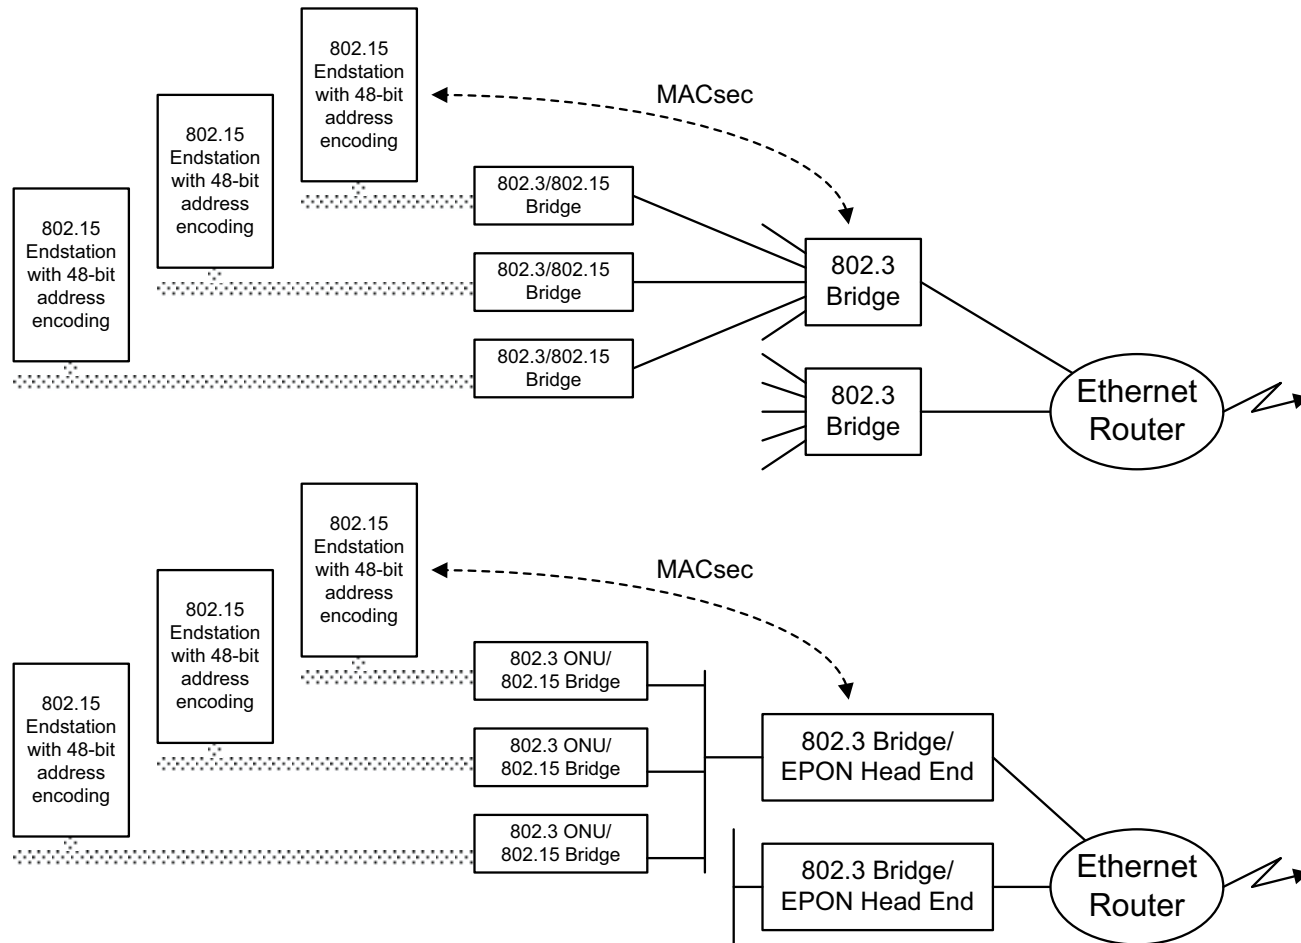 802.15
Endstation
with 48-bit
address
encoding
MACsec
802.15
Endstation
with 48-bit
address
encoding
802.3/802.15
Bridge
802.15
Endstation
with 48-bit
address
encoding
802.3/802.15
Bridge
802.3
Bridge
802.3/802.15
Bridge
802.3
Bridge
Ethernet
Router
802.15
Endstation
with 48-bit
address
encoding
MACsec
802.15
Endstation
with 48-bit
address
encoding
802.3 ONU/
802.15 Bridge
802.15
Endstation
with 48-bit
address
encoding
802.3 ONU/
802.15 Bridge
802.3 Bridge/
EPON Head End
802.3 ONU/
802.15 Bridge
802.3 Bridge/
EPON Head End
Ethernet
Router